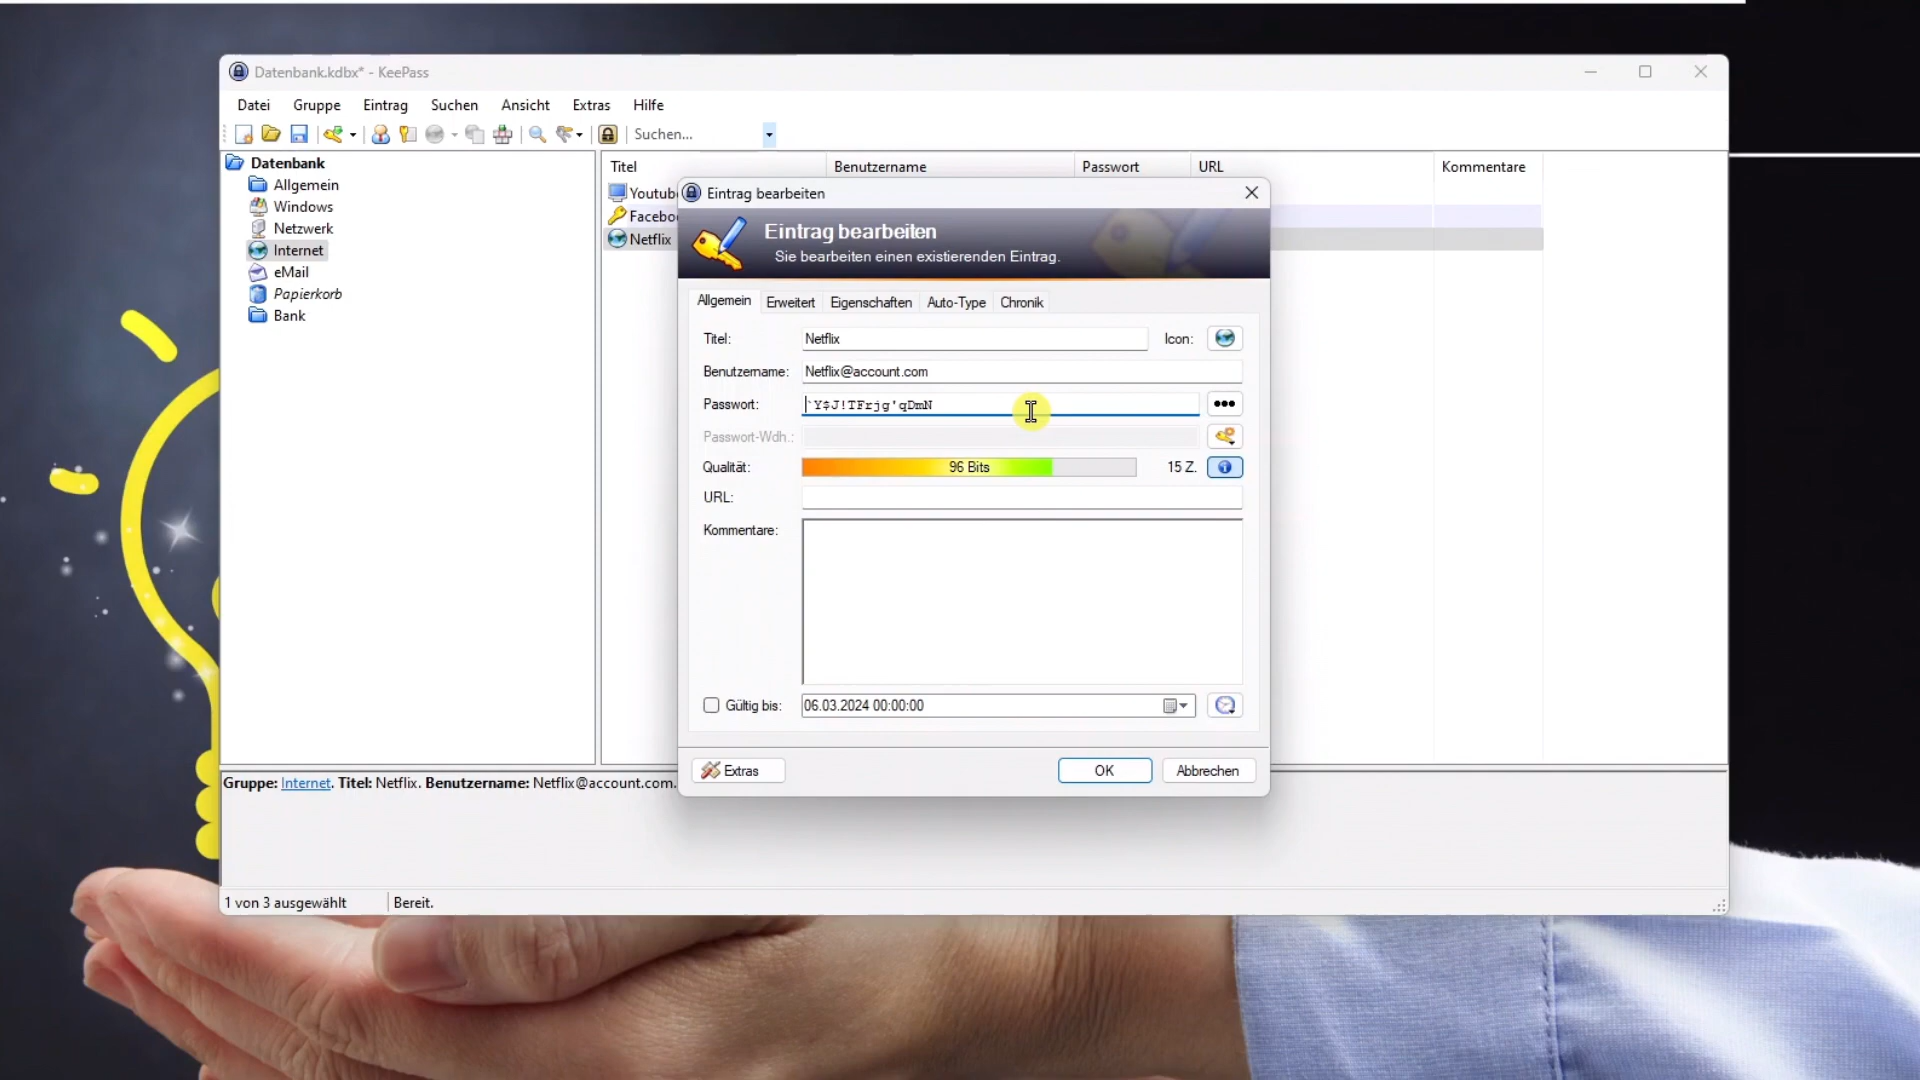 Datenbank.kdbx* - KeePass
Datei Gruppe Eintrag Suchen Ansicht Extras Hilfe
Suchen...
Datenbank
Allgemein
Windows
Netzwerk
Internet
eMail
Papierkorb
Bank
Titel Benutzername Passwort URL Kommentare
Youtub
Facebo
Netflix
Eintrag bearbeiten
Eintrag bearbeiten
Sie bearbeiten einen existierenden Eintrag.
Allgemein Erweitert Eigenschaften Auto-Type Chronik
Titel: Netflix Icon:
Benutzername: Netflix@account.com
Passwort: `Y$J!TFrjg'qDmN
Passwort-Wdh.:
Qualität: 96 Bits 15 Z.
URL:
Kommentare:
Gültig bis: 06.03.2024 00:00:00
Extras OK Abbrechen
Gruppe: Internet. Titel: Netflix. Benutzername: Netflix@account.com.
1 von 3 ausgewählt Bereit.